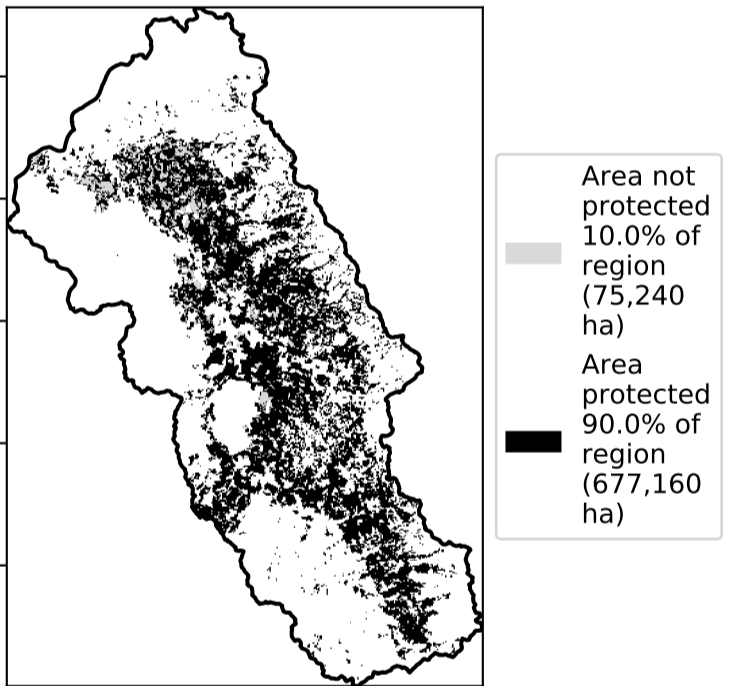 Area not
protected
10.0% of
region
(75,240
ha)
Area
protected
90.0% of
region
(677,160
ha)